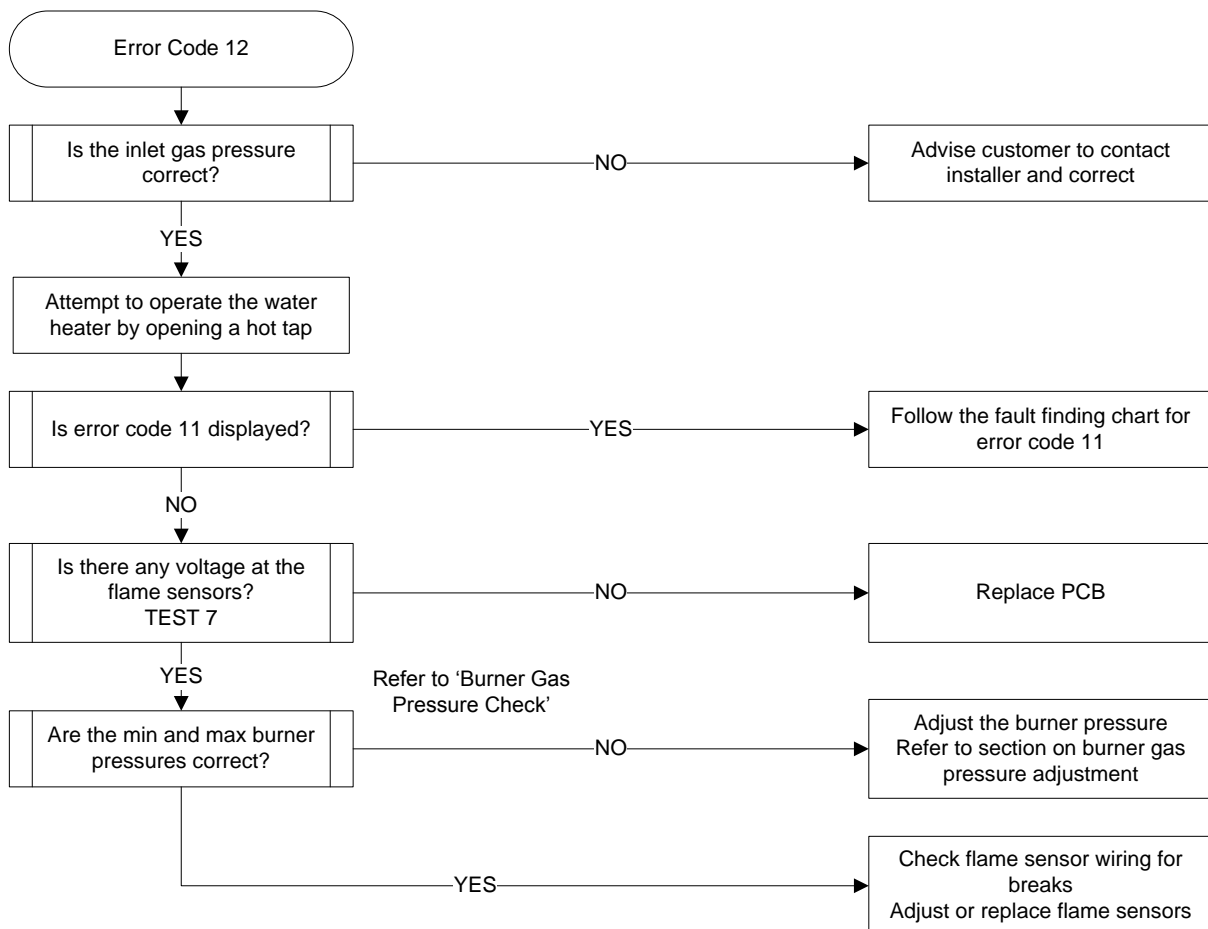 Error Code 12
Is the inlet gas pressure
correct?
NO
Advise customer to contact
installer and correct
YES
Attempt to operate the water
heater by opening a hot tap
Is error code 11 displayed?
YES
Follow the fault finding chart for
error code 11
NO
Is there any voltage at the
flame sensors?
TEST 7
NO
Replace PCB
YES
Refer to ‘Burner Gas
Pressure Check’
Are the min and max burner
pressures correct?
NO
Adjust the burner pressure
Refer to section on burner gas
pressure adjustment
YES
Check flame sensor wiring for
breaks
Adjust or replace flame sensors